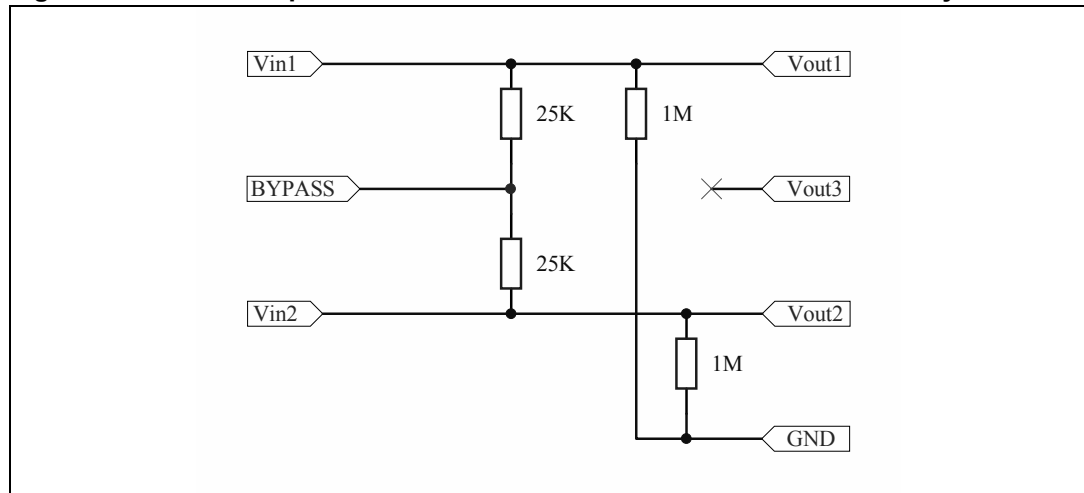 Vin1 Vout1
25K 1M
BYPASS Vout3
25K
Vin2 Vout2
1M
GND